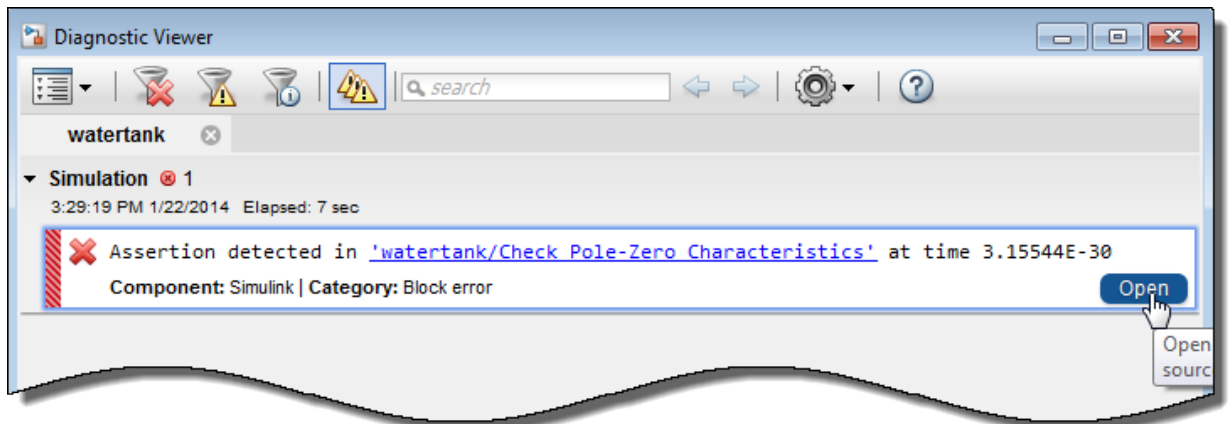 Diagnostic Viewer
search
watertank
Simulation 1
3:29:19 PM 1/22/2014 Elapsed: 7 sec
Assertion detected in 'watertank/Check Pole-Zero Characteristics' at time 3.15544E-30
Component: Simulink | Category: Block error
Open
Open